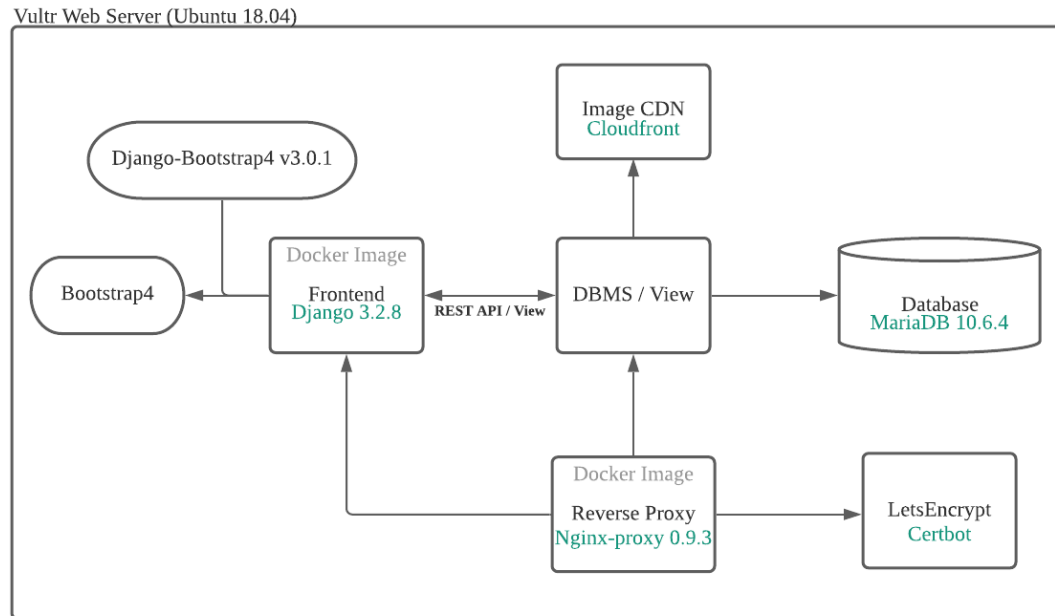 Vultr Web Server (Ubuntu 18.04)
Image CDN
Cloudfront
Django-Bootstrap4 v3.0.1
Docker Image
Frontend
Django 3.2.8
Bootstrap4
REST API / View
DBMS / View
Database
MariaDB 10.6.4
Docker Image
Reverse Proxy
Nginx-proxy 0.9.3
LetsEncrypt
Certbot